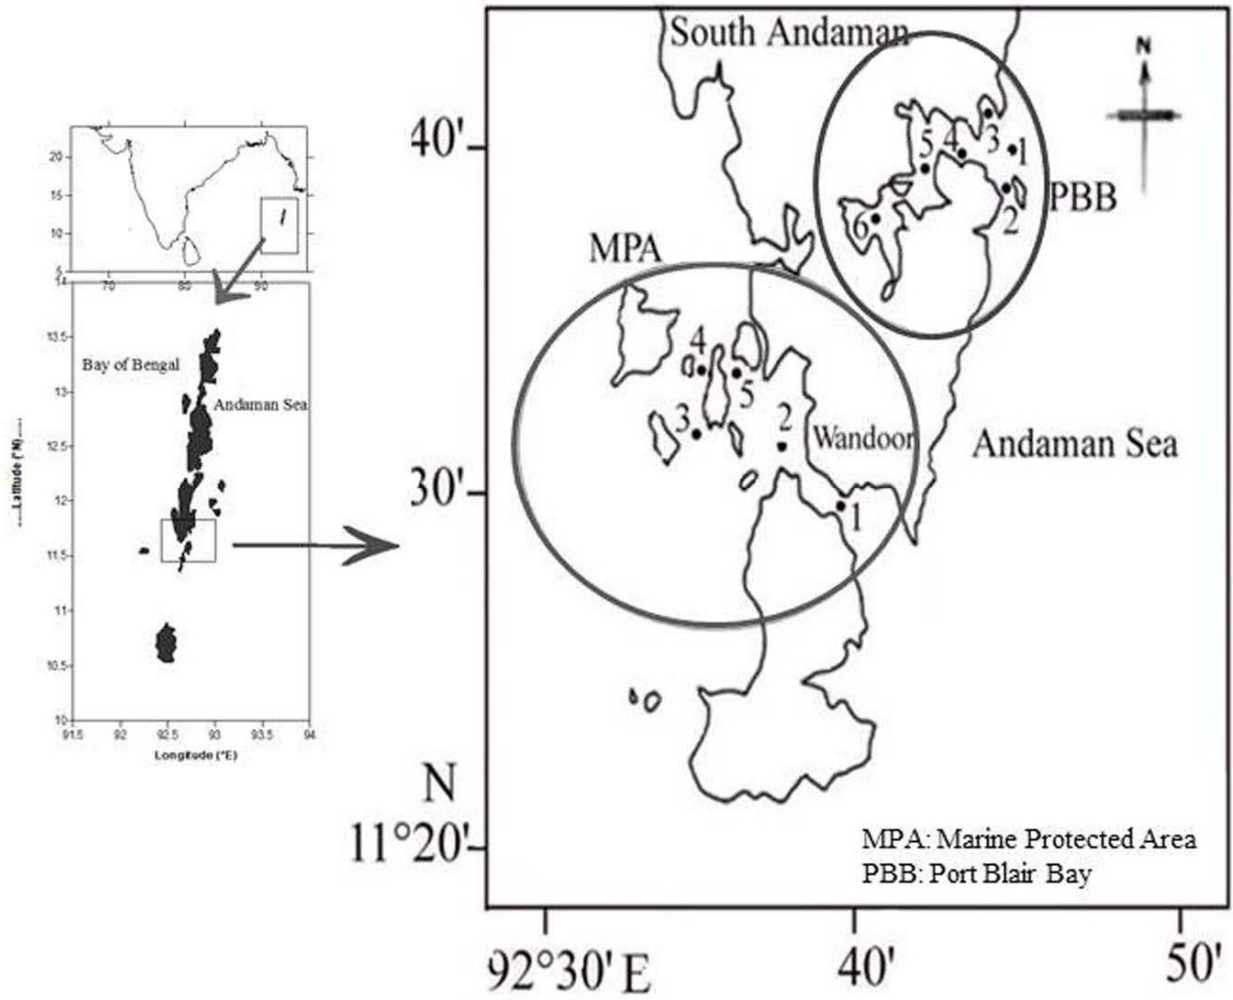 South Andaman
N
40'
5
4
3
1
PBB
2
6
MPA
4
5
3
2
Wandoor
Andaman Sea
30'
1
N
11°20'
MPA: Marine Protected Area
PBB: Port Blair Bay
92°30' E
40'
50'
20
15
10
5
70
80
90
14
13.5
Bay of Bengal
13
Andaman Sea
12.5
12
11.5
11
10.5
10
91.5
92
92.5
93
93.5
94
Longitude (°E)
....Latitude (°N).....